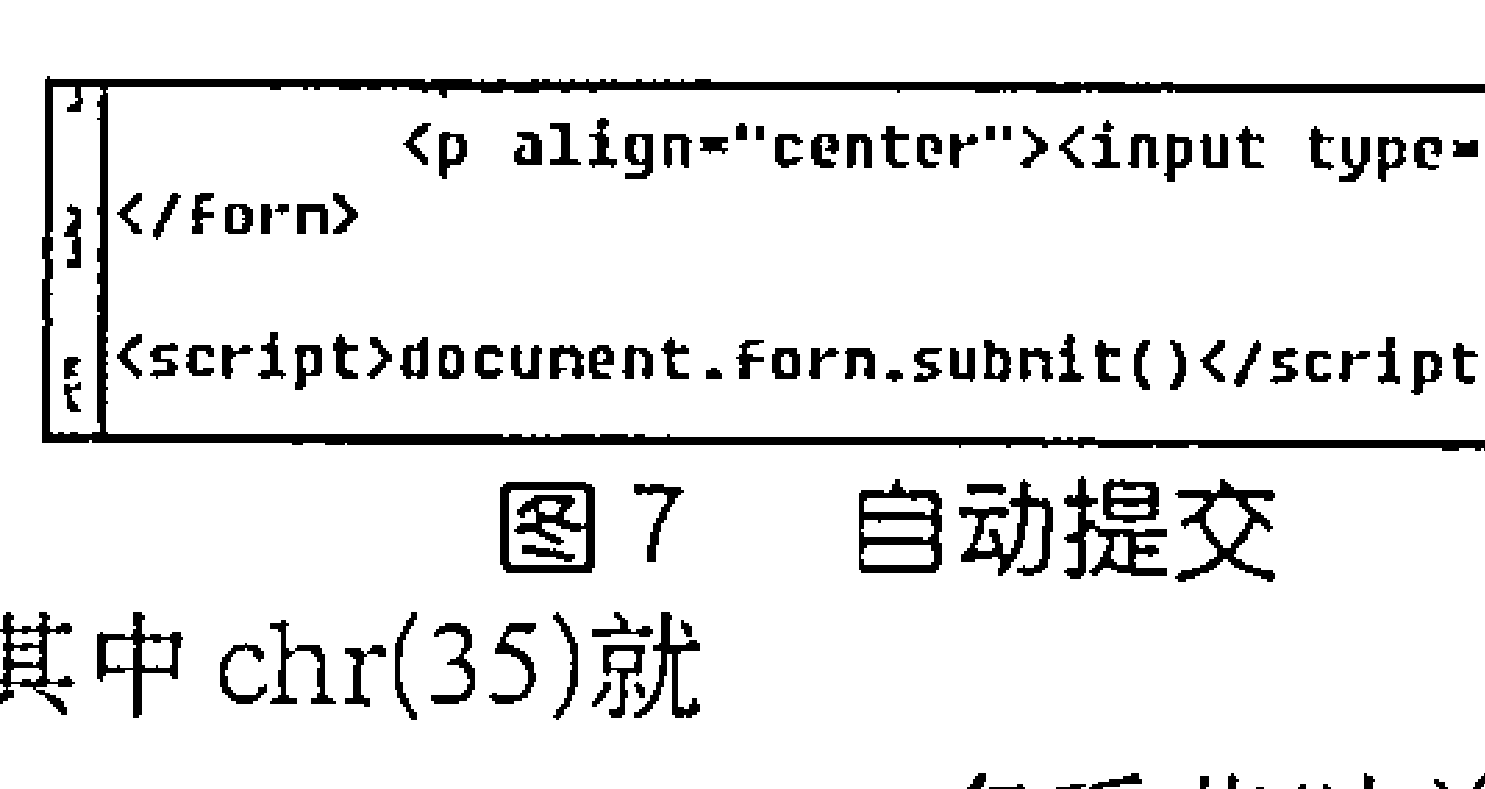 <p align="center"><input type=
</form>
<script>document.form.submit()</script
图 7 自动提交
其中 chr(35)就